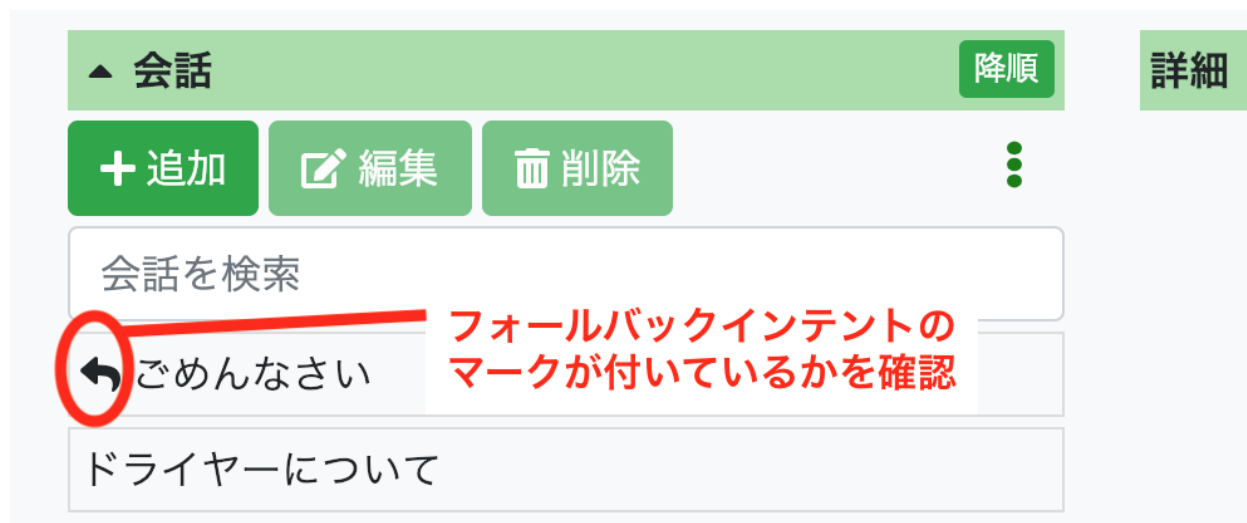 会話
降順
詳細
追加
編集
削除
会話を検索
フォールバックインテントの
マークが付いているかを確認
ごめんなさい
ドライヤーについて